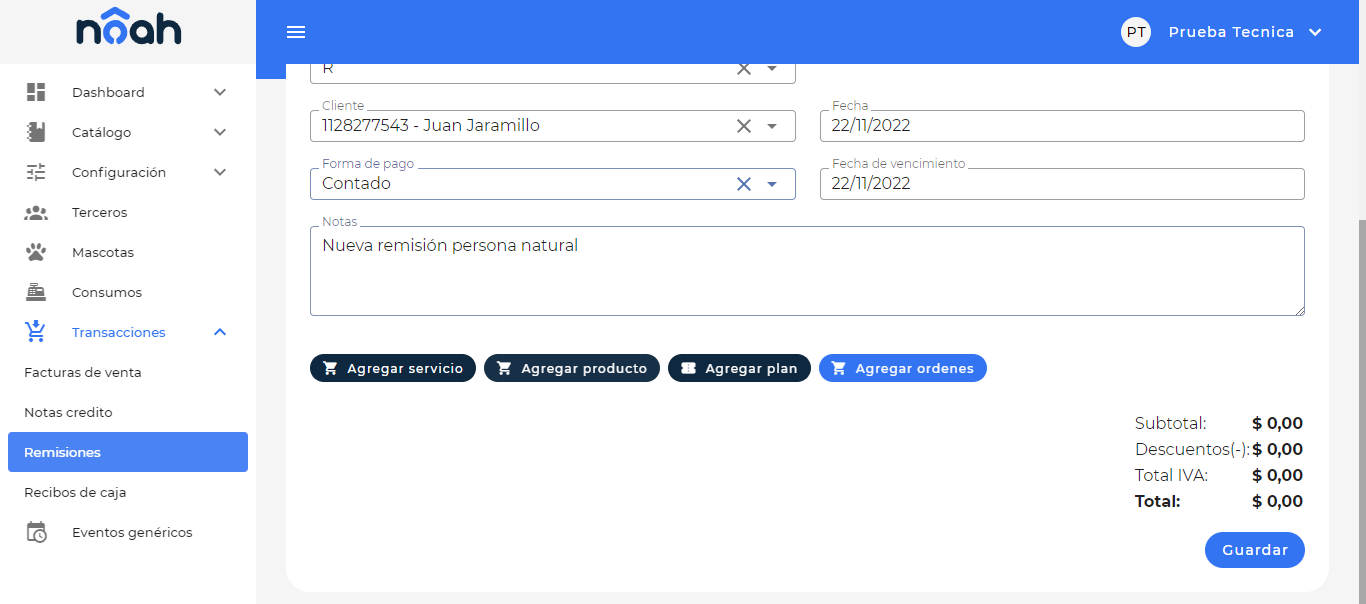 nôah
PT Prueba Tecnica
Dashboard
Catálogo
Configuración
Terceros
Mascotas
Consumos
Transacciones
Facturas de venta
Notas credito
Remisiones
Recibos de caja
Eventos genéricos
R
Cliente
1128277543 - Juan Jaramillo
Fecha
22/11/2022
Forma de pago
Contado
Fecha de vencimiento
22/11/2022
Notas
Nueva remisión persona natural
Agregar servicio
Agregar producto
Agregar plan
Agregar ordenes
Subtotal: $ 0,00
Descuentos(-): $ 0,00
Total IVA: $ 0,00
Total: $ 0,00
Guardar